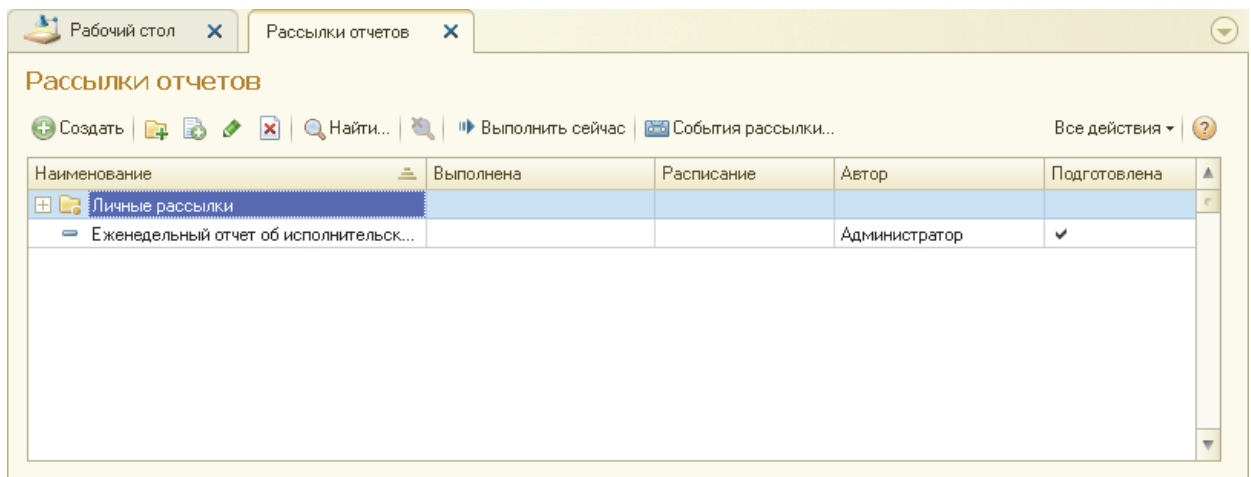 Рабочий стол Рассылки отчетов
Рассылки отчетов
Создать Найти... Выполнить сейчас События рассылки... Все действия ?
Наименование Выполнена Расписание Автор Подготовлена
Личные рассылки
Еженедельный отчет об исполнительск... Администратор